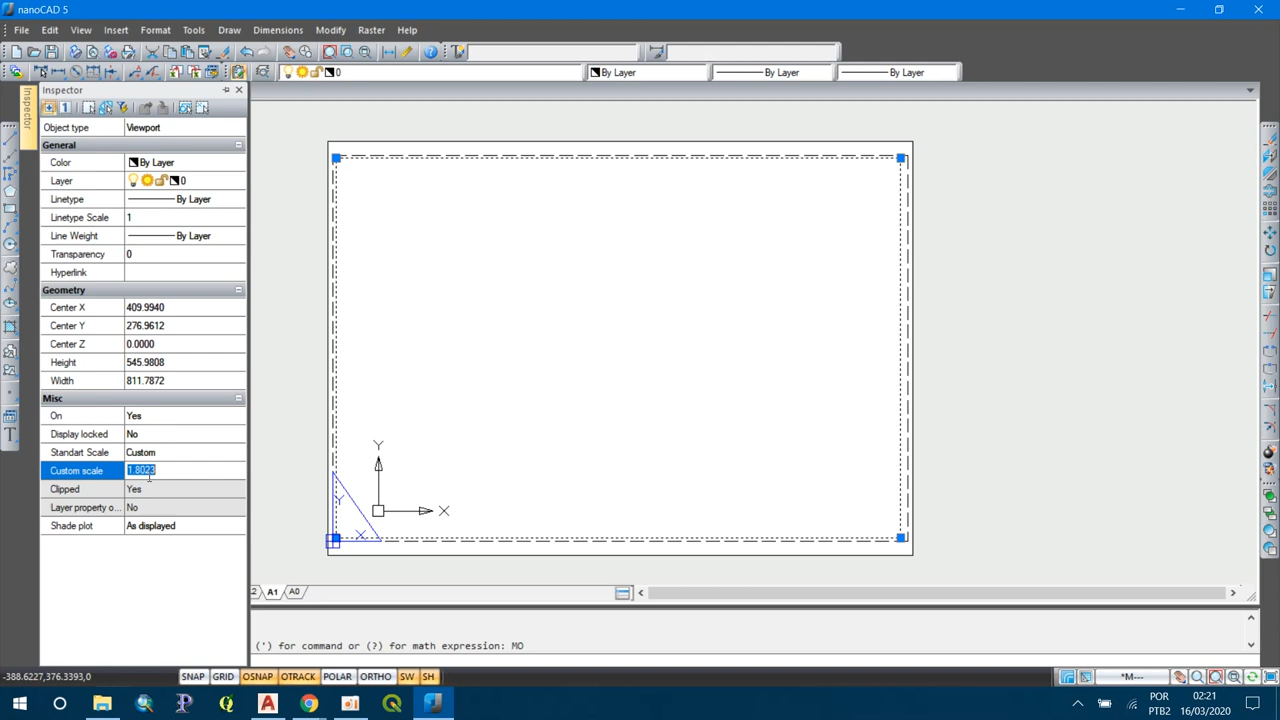 nanoCAD 5
File Edit View Insert Format Tools Draw Dimensions Modify Raster Help
0 By Layer By Layer By Layer
Inspector
Inspector
Object type Viewport
General
Color By Layer
Layer 0
Linetype By Layer
Linetype Scale 1
Line Weight By Layer
Transparency 0
Hyperlink
Geometry
Center X 409.9940
Center Y 276.9612
Center Z 0.0000
Height 545.9808
Width 811.7872
Misc
On Yes
Display locked No
Standart Scale Custom
Custom scale 1.8023
Clipped Yes
Layer property o... No
Shade plot As displayed
Y
X
Y
X
2 A1 A0
(') for command or (?) for math expression: MO
-388.6227,376.3393,0 SNAP GRID OSNAP OTRACK POLAR ORTHO SW SH *M---
POR 02:21
PTB2 16/03/2020